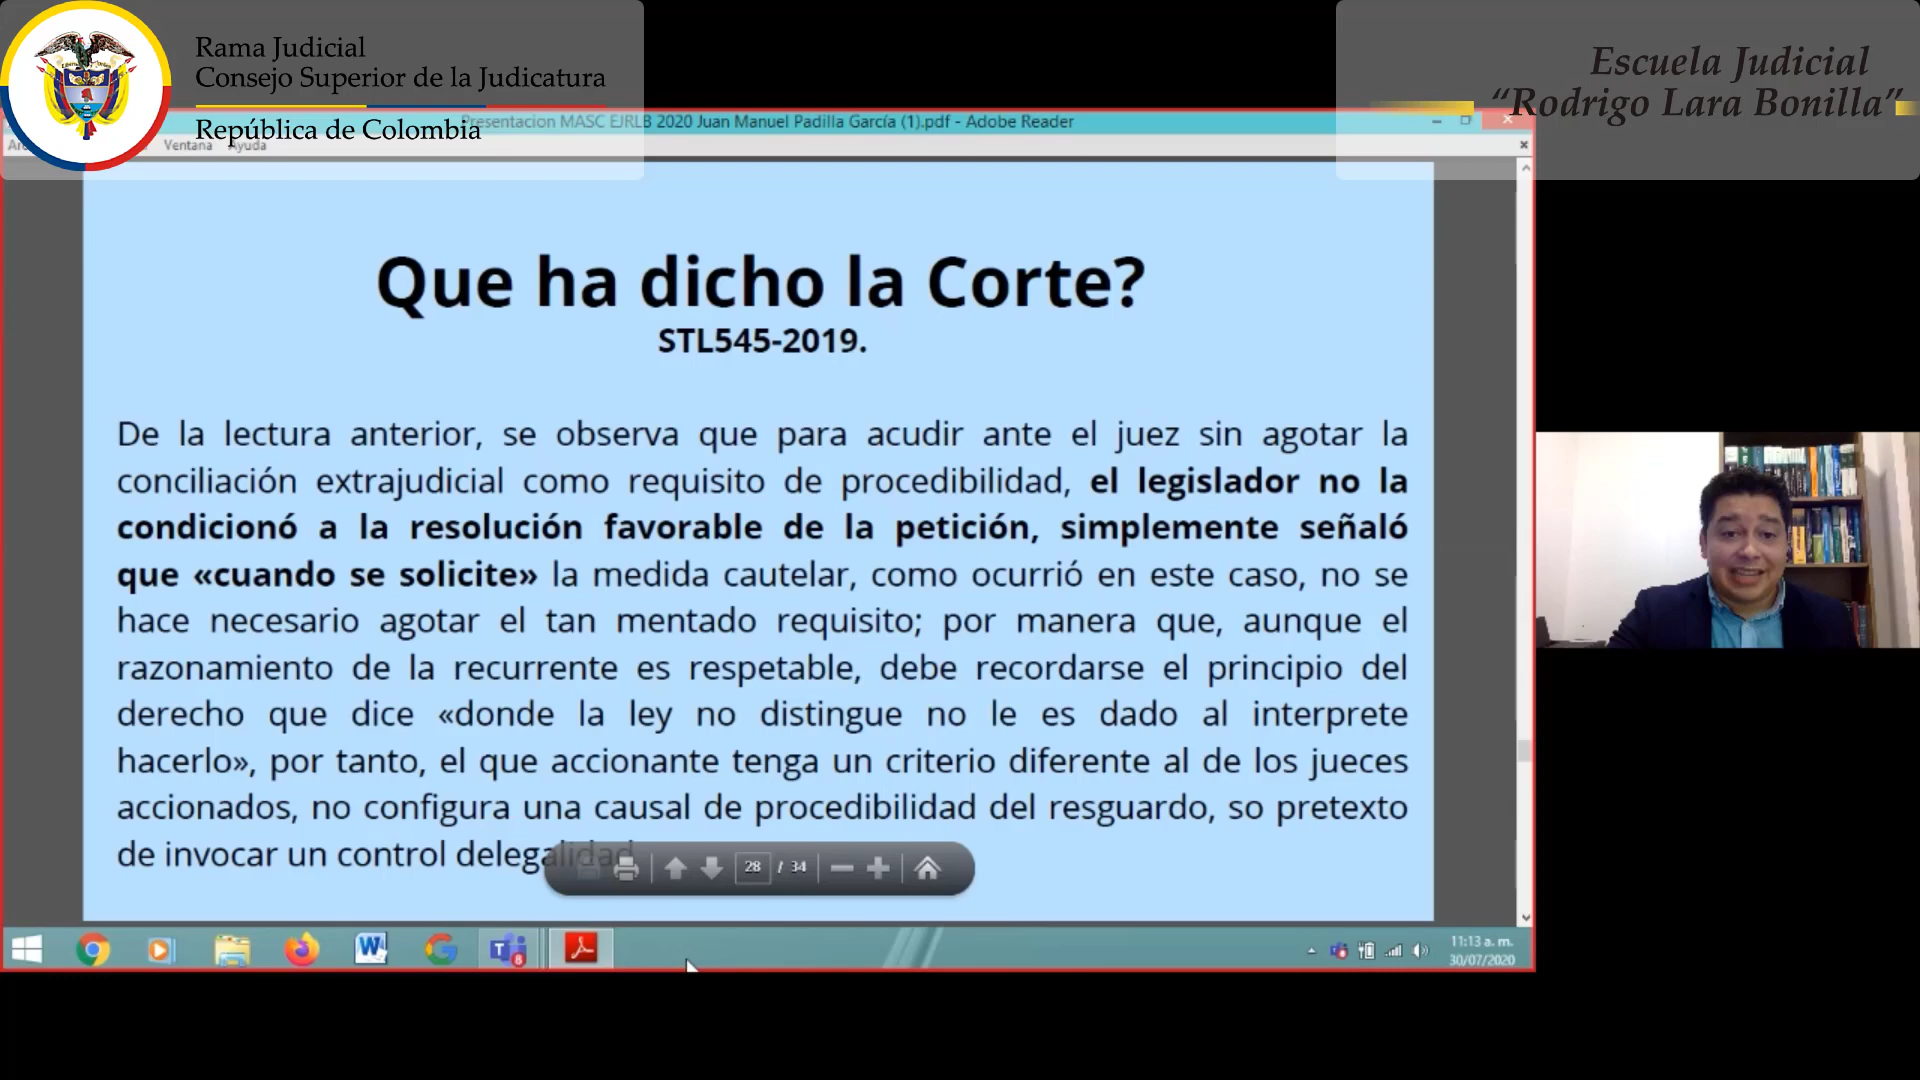 Rama Judicial
Consejo Superior de la Judicatura
República de Colombia
Escuela Judicial
“Rodrigo Lara Bonilla”
Presentacion MASC EJRLB 2020 Juan Manuel Padilla García (1).pdf - Adobe Reader
Ventana Ayuda
Que ha dicho la Corte?
STL545-2019.
De la lectura anterior, se observa que para acudir ante el juez sin agotar la
conciliación extrajudicial como requisito de procedibilidad, el legislador no la
condicionó a la resolución favorable de la petición, simplemente señaló
que «cuando se solicite» la medida cautelar, como ocurrió en este caso, no se
hace necesario agotar el tan mentado requisito; por manera que, aunque el
razonamiento de la recurrente es respetable, debe recordarse el principio del
derecho que dice «donde la ley no distingue no le es dado al interprete
hacerlo», por tanto, el que accionante tenga un criterio diferente al de los jueces
accionados, no configura una causal de procedibilidad del resguardo, so pretexto
de invocar un control delegalidad
28 / 34
11:13 a. m.
30/07/2020